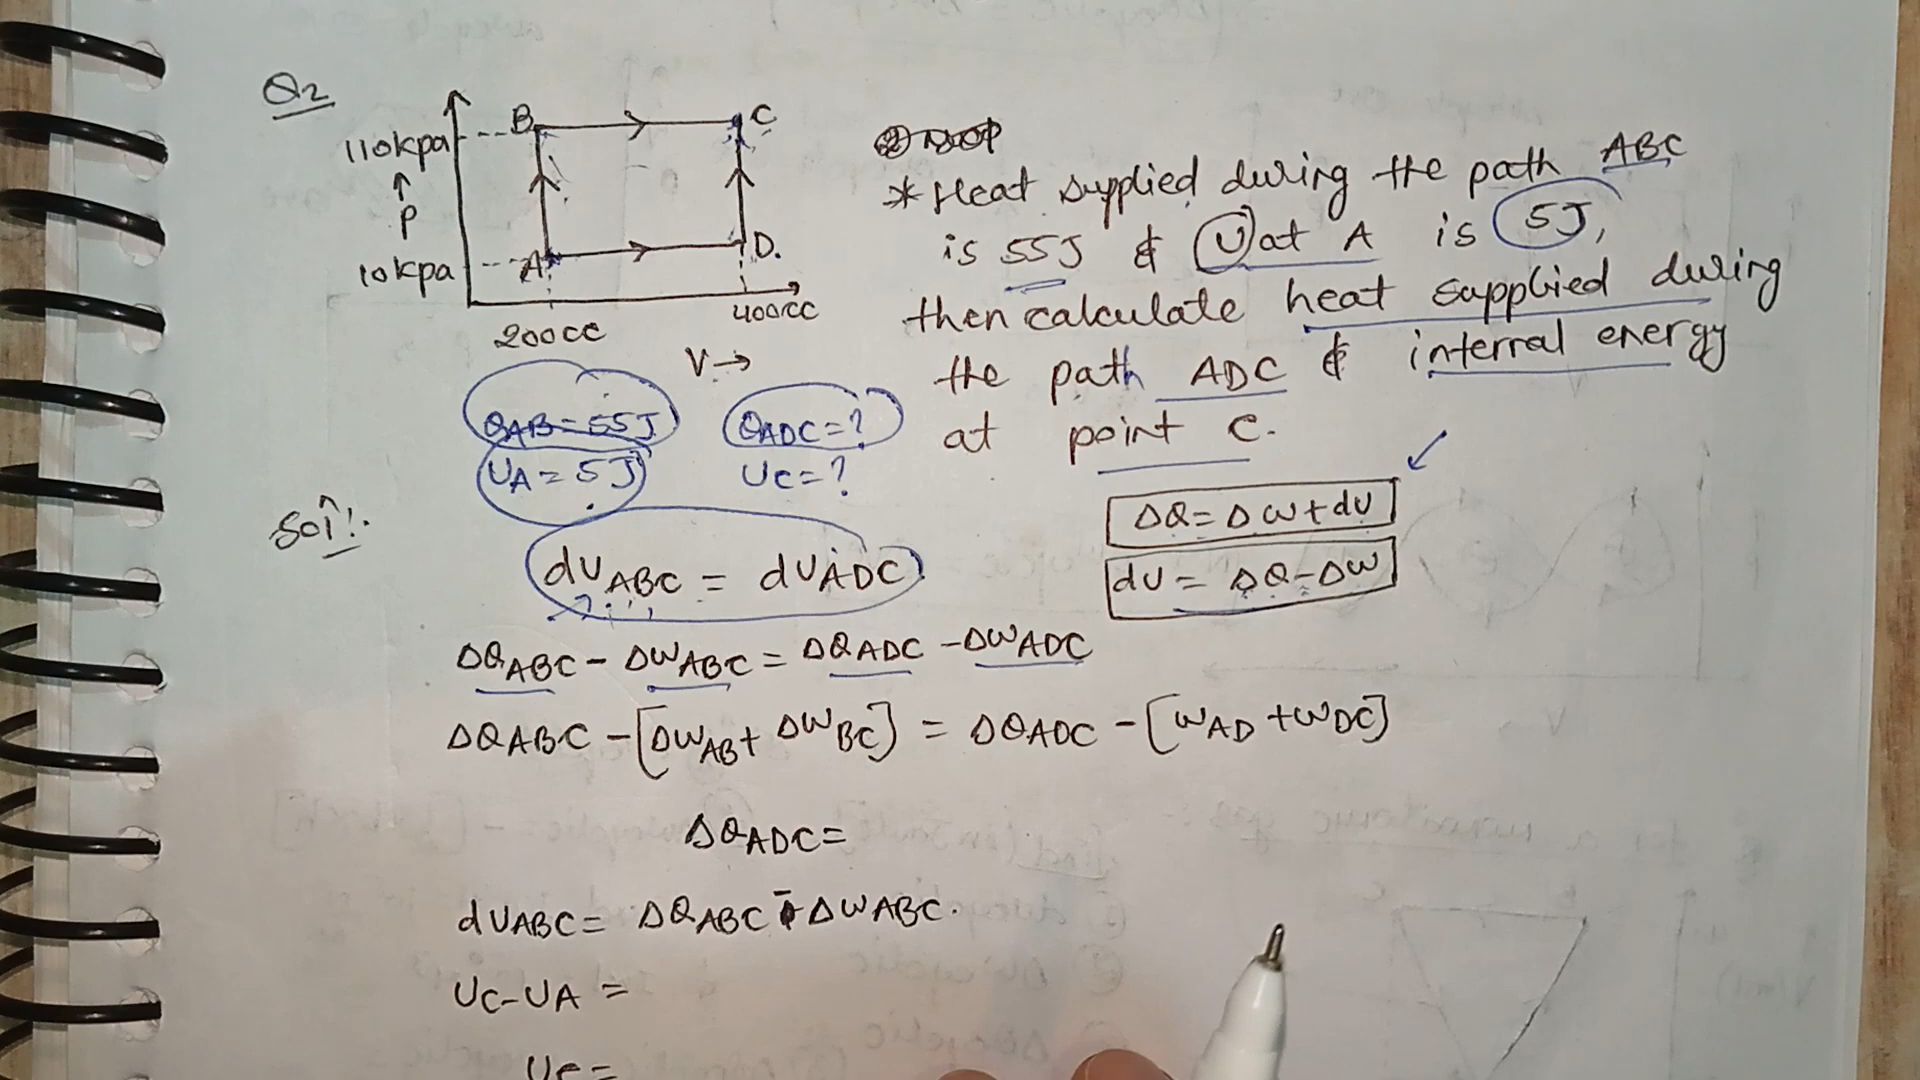 Q2
110kpa
↑
P
10kpa
B
C
A
D.
200cc
400cc
V→
* Heat supplied during the path ABC
is 55J & U at A is 5J,
then calculate heat supplied during
the path ADC & internal energy
at point C.
QAB=55J
QADC=?
UA=5J
UC=?
Sol:
ΔQ=ΔW+dU
dU=ΔQ-ΔW
dUABC = dUADC
ΔQABC - ΔWABC = ΔQADC - ΔWADC
ΔQABC - [ΔWAB + ΔWBC] = ΔQADC - [WAD + WDC]
ΔQADC=
dUABC = ΔQABC - ΔWABC.
UC-UA =
UC=